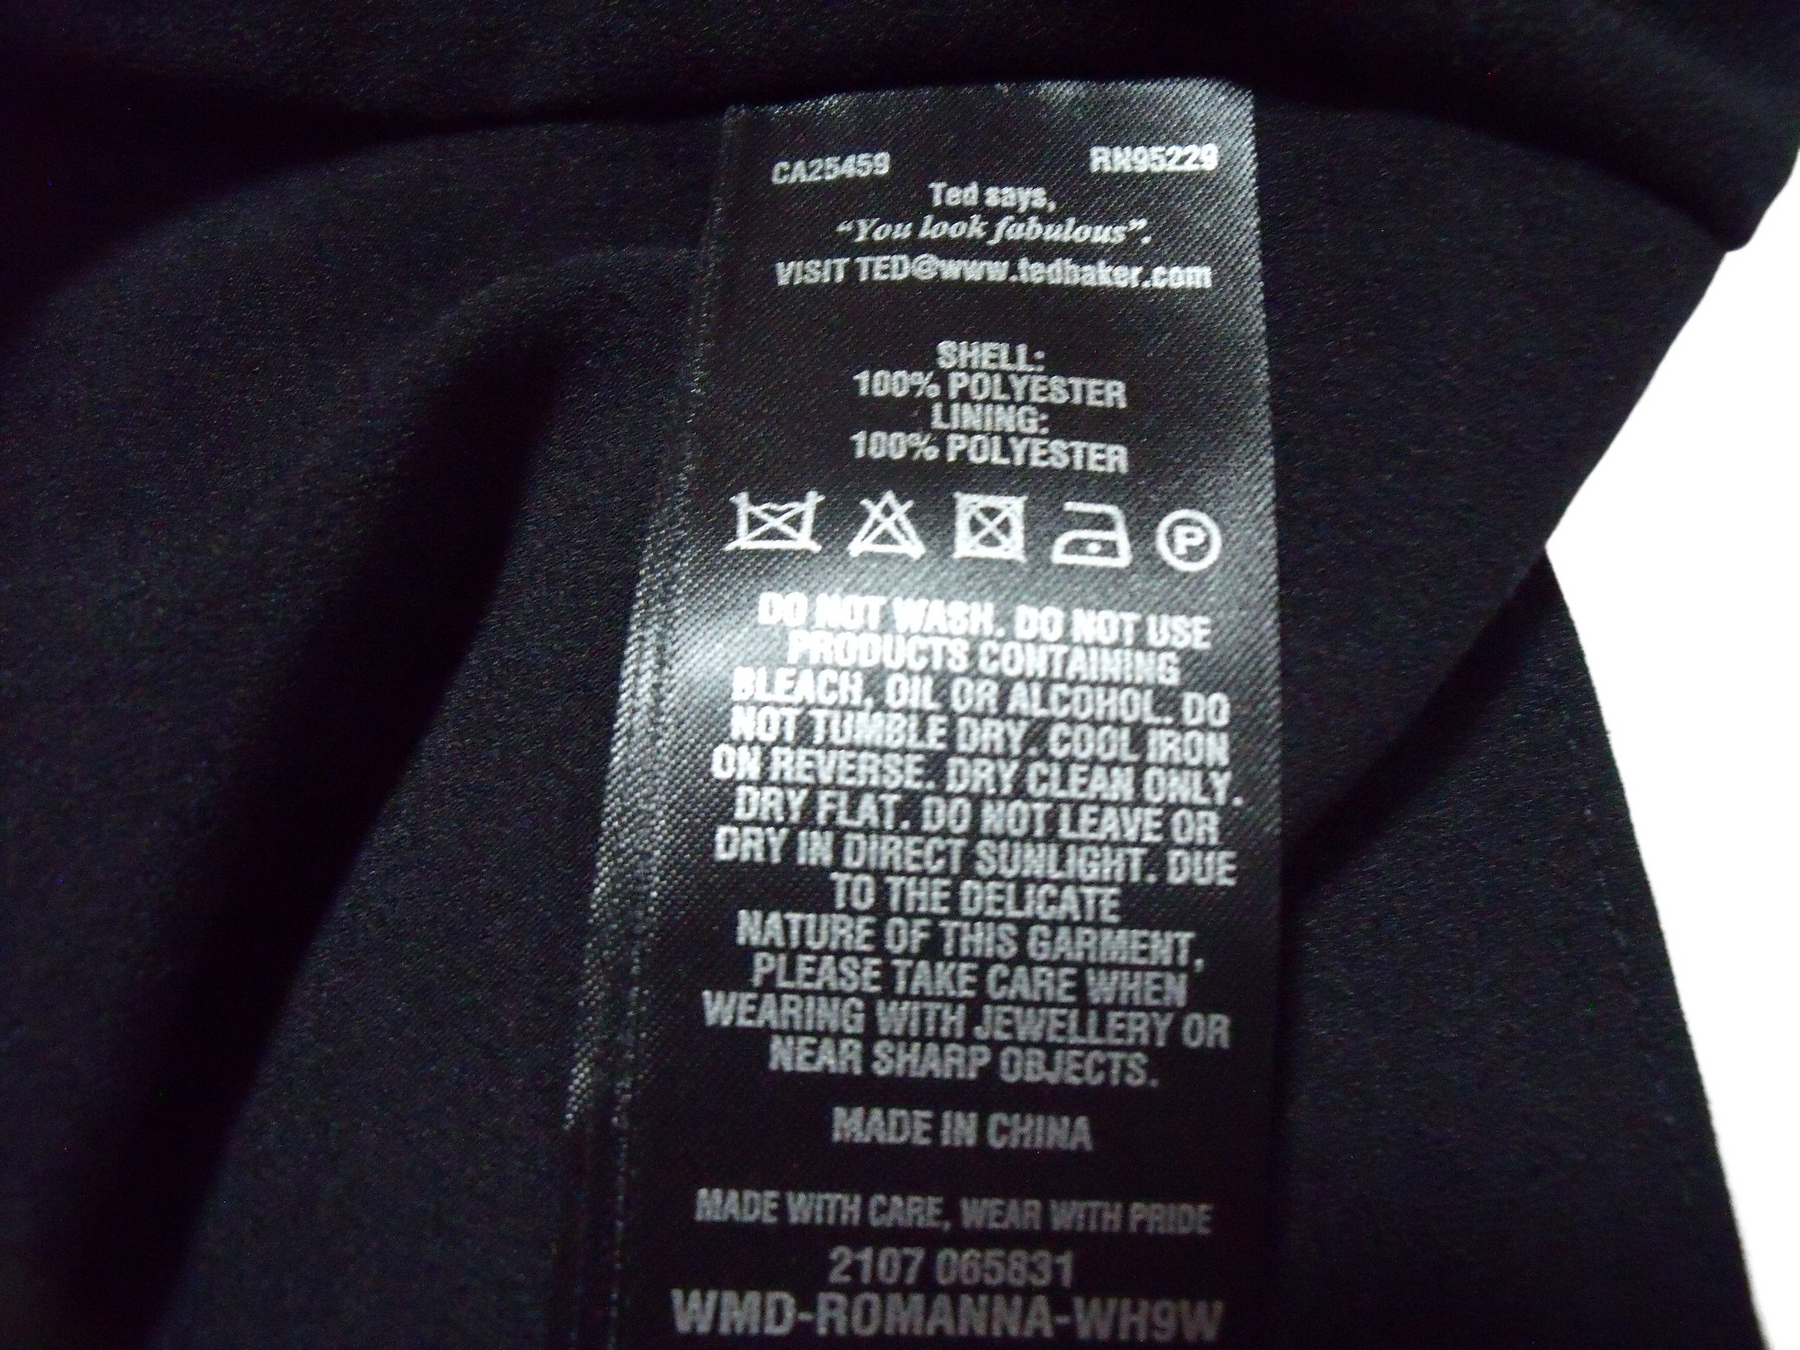 CA25459 RN95229
Ted says,
“You look fabulous”.
VISIT TED@www.tedbaker.com
SHELL:
100% POLYESTER
LINING:
100% POLYESTER
P
DO NOT WASH. DO NOT USE
PRODUCTS CONTAINING
BLEACH, OIL OR ALCOHOL. DO
NOT TUMBLE DRY. COOL IRON
ON REVERSE. DRY CLEAN ONLY.
DRY FLAT. DO NOT LEAVE OR
DRY IN DIRECT SUNLIGHT. DUE
TO THE DELICATE
NATURE OF THIS GARMENT,
PLEASE TAKE CARE WHEN
WEARING WITH JEWELLERY OR
NEAR SHARP OBJECTS.
MADE IN CHINA
MADE WITH CARE, WEAR WITH PRIDE
2107 065831
WMD-ROMANNA-WH9W